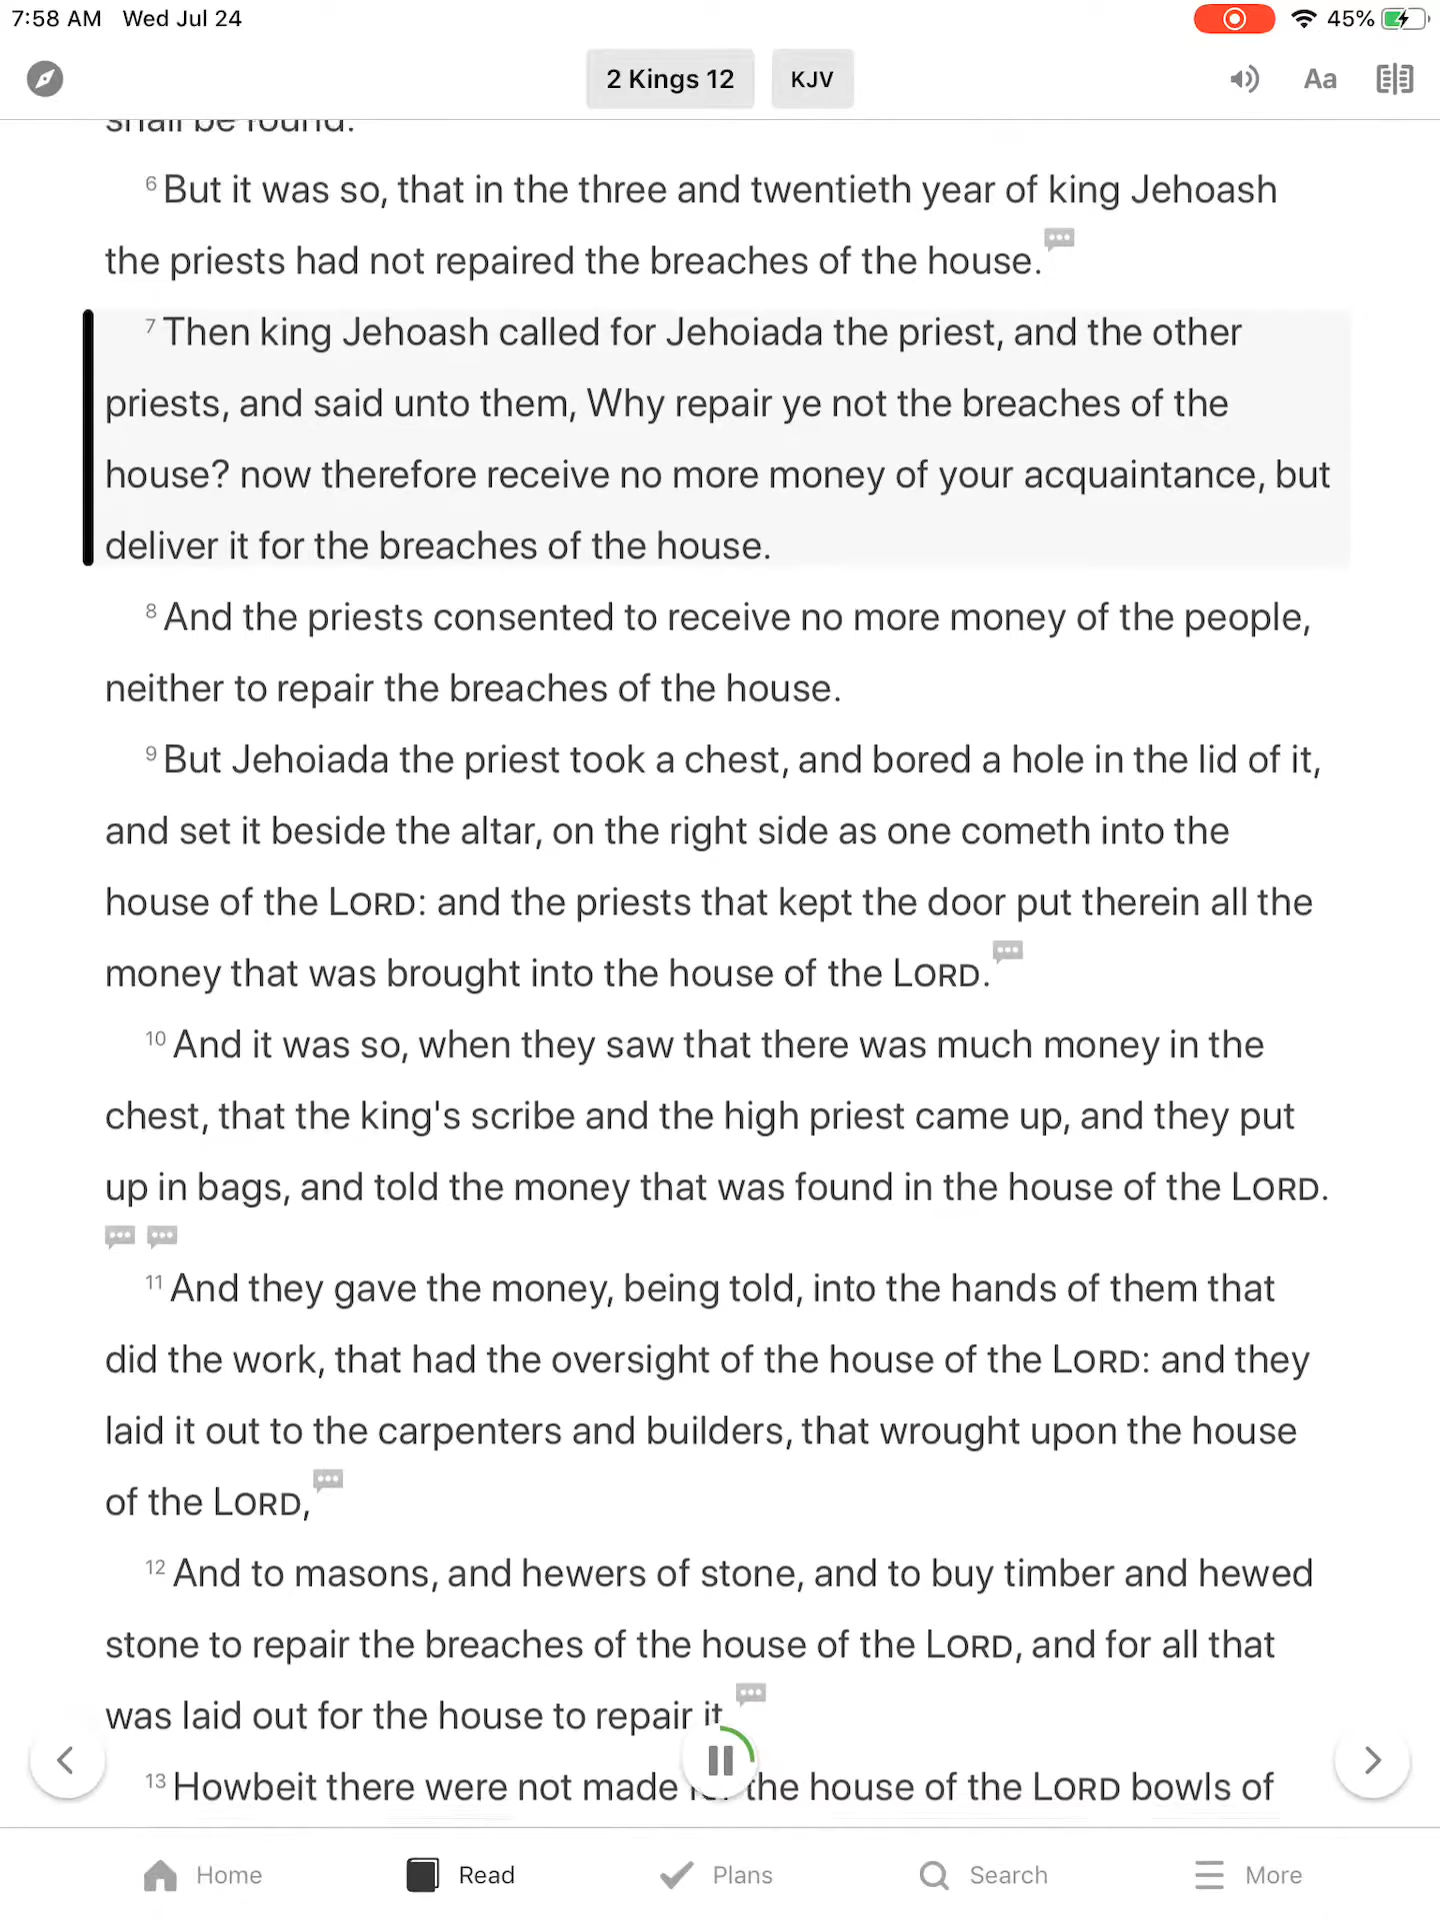 7:58 AM Wed Jul 24 45%
2 Kings 12 KJV Aa
shall be found.
6 But it was so, that in the three and twentieth year of king Jehoash
the priests had not repaired the breaches of the house.
7 Then king Jehoash called for Jehoiada the priest, and the other
priests, and said unto them, Why repair ye not the breaches of the
house? now therefore receive no more money of your acquaintance, but
deliver it for the breaches of the house.
8 And the priests consented to receive no more money of the people,
neither to repair the breaches of the house.
9 But Jehoiada the priest took a chest, and bored a hole in the lid of it,
and set it beside the altar, on the right side as one cometh into the
house of the LORD: and the priests that kept the door put therein all the
money that was brought into the house of the LORD.
10 And it was so, when they saw that there was much money in the
chest, that the king's scribe and the high priest came up, and they put
up in bags, and told the money that was found in the house of the LORD.
11 And they gave the money, being told, into the hands of them that
did the work, that had the oversight of the house of the LORD: and they
laid it out to the carpenters and builders, that wrought upon the house
of the LORD,
12 And to masons, and hewers of stone, and to buy timber and hewed
stone to repair the breaches of the house of the LORD, and for all that
was laid out for the house to repair it
13 Howbeit there were not made the house of the LORD bowls of
Home Read Plans Search More